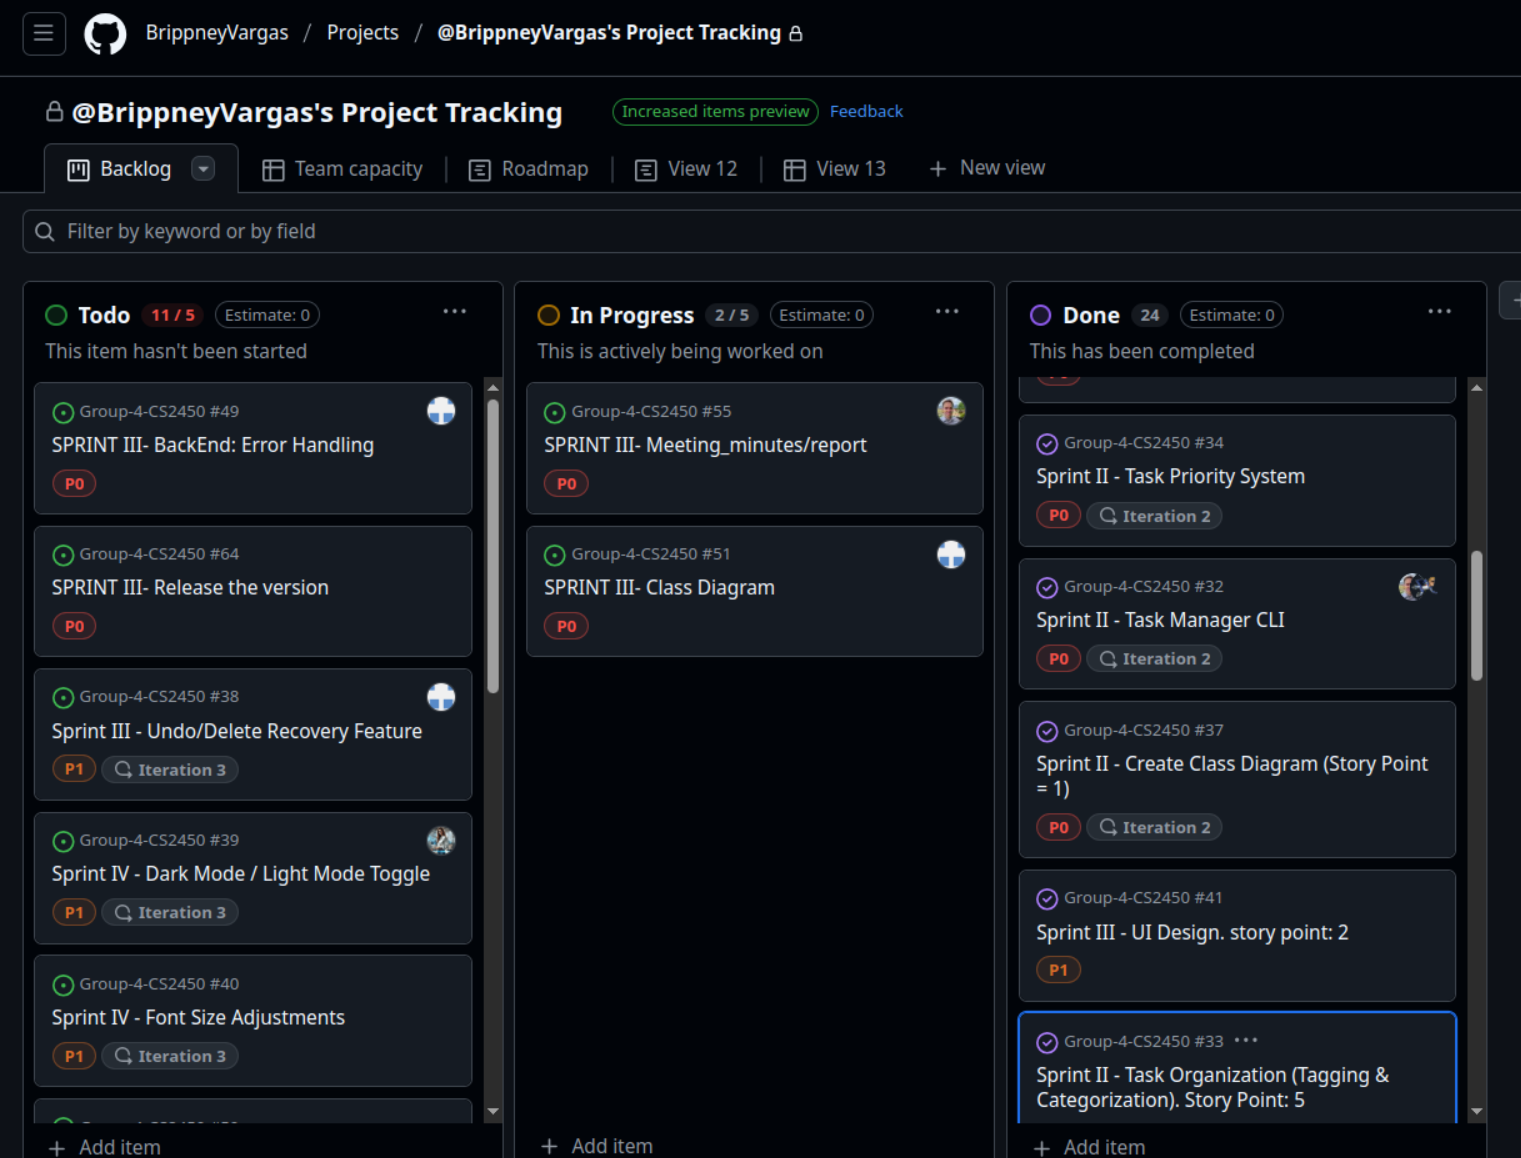 BrippneyVargas / Projects / @BrippneyVargas's Project Tracking
@BrippneyVargas's Project Tracking Increased items preview Feedback
Backlog Team capacity Roadmap View 12 View 13 + New view
Filter by keyword or by field
Todo 11 / 5 Estimate: 0 ...
This item hasn't been started
Group-4-CS2450 #49
SPRINT III- BackEnd: Error Handling
P0
Group-4-CS2450 #64
SPRINT III- Release the version
P0
Group-4-CS2450 #38
Sprint III - Undo/Delete Recovery Feature
P1 Iteration 3
Group-4-CS2450 #39
Sprint IV - Dark Mode / Light Mode Toggle
P1 Iteration 3
Group-4-CS2450 #40
Sprint IV - Font Size Adjustments
P1 Iteration 3
+ Add item
In Progress 2 / 5 Estimate: 0 ...
This is actively being worked on
Group-4-CS2450 #55
SPRINT III- Meeting_minutes/report
P0
Group-4-CS2450 #51
SPRINT III- Class Diagram
P0
+ Add item
Done 24 Estimate: 0 ...
This has been completed
Group-4-CS2450 #34
Sprint II - Task Priority System
P0 Iteration 2
Group-4-CS2450 #32
Sprint II - Task Manager CLI
P0 Iteration 2
Group-4-CS2450 #37
Sprint II - Create Class Diagram (Story Point
= 1)
P0 Iteration 2
Group-4-CS2450 #41
Sprint III - UI Design. story point: 2
P1
Group-4-CS2450 #33 ...
Sprint II - Task Organization (Tagging &
Categorization). Story Point: 5
+ Add item